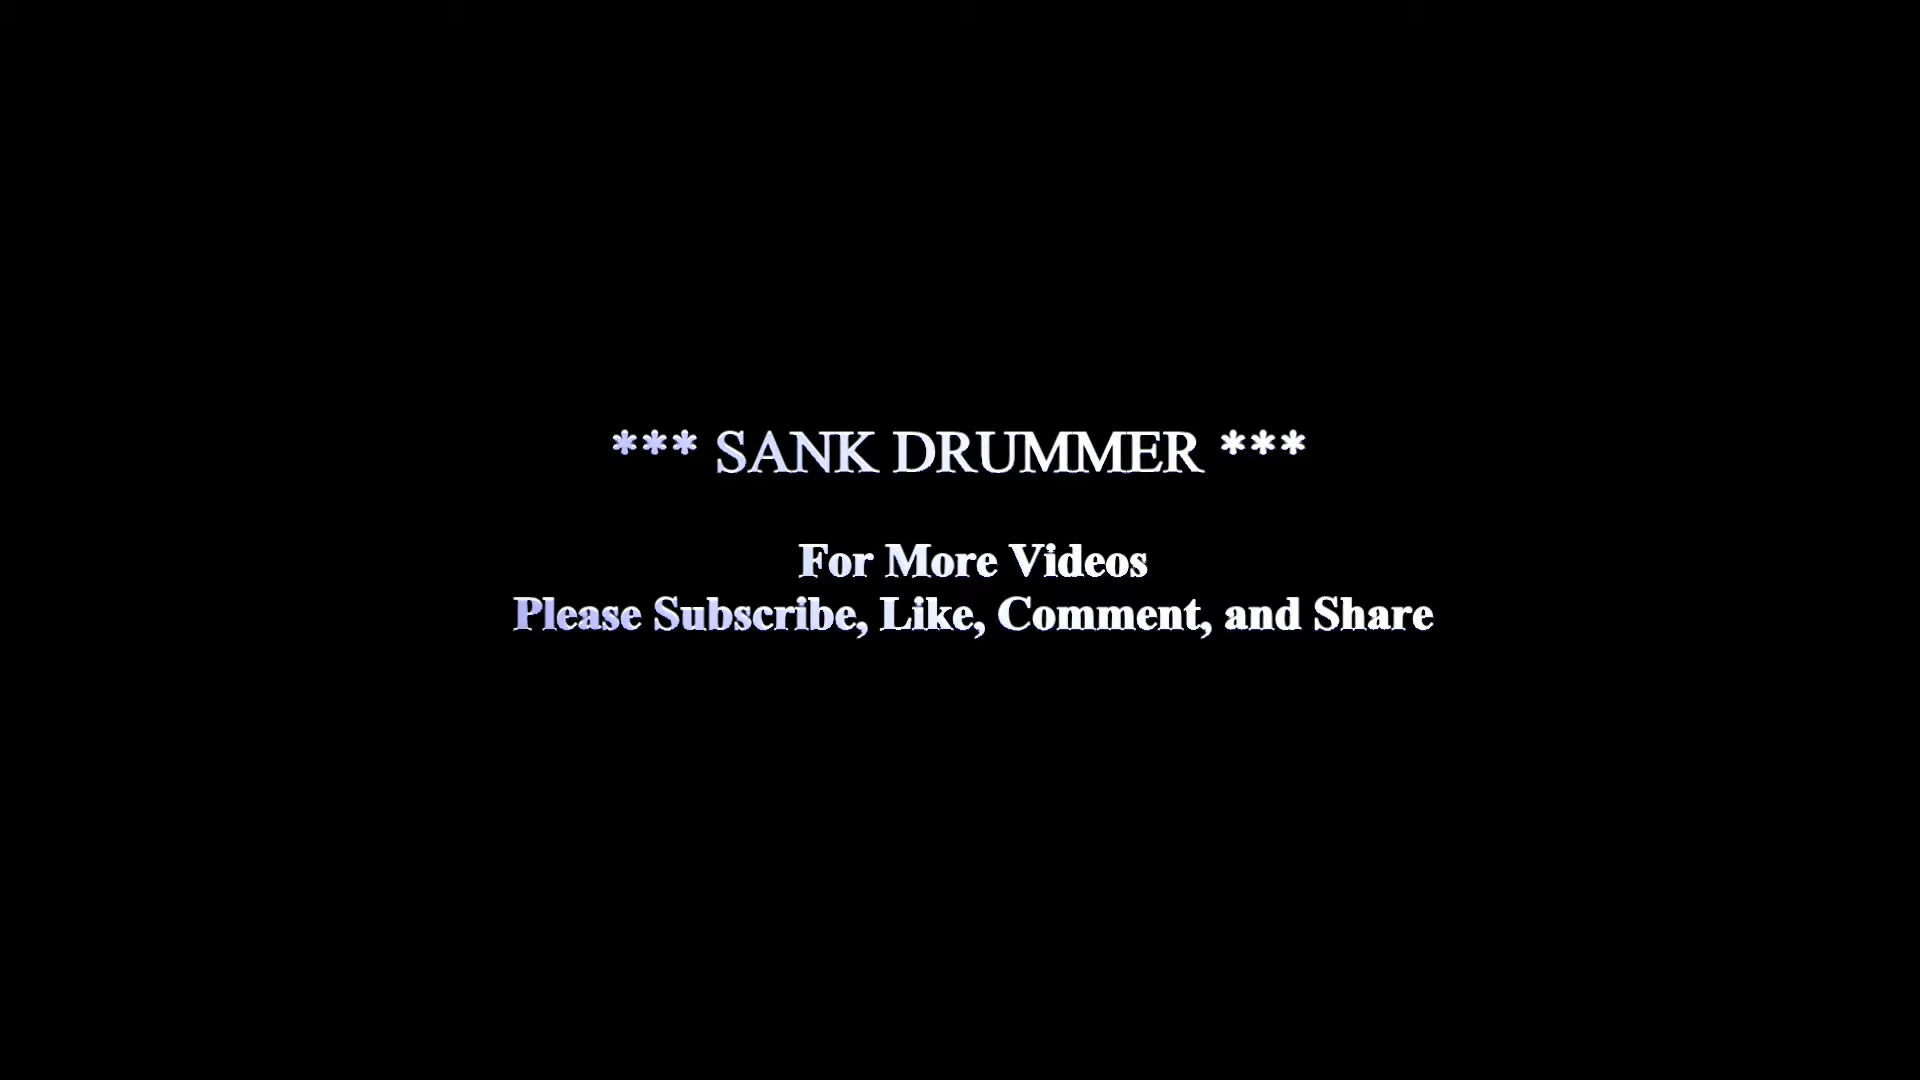 *** SANK DRUMMER ***
For More Videos
Please Subscribe, Like, Comment, and Share